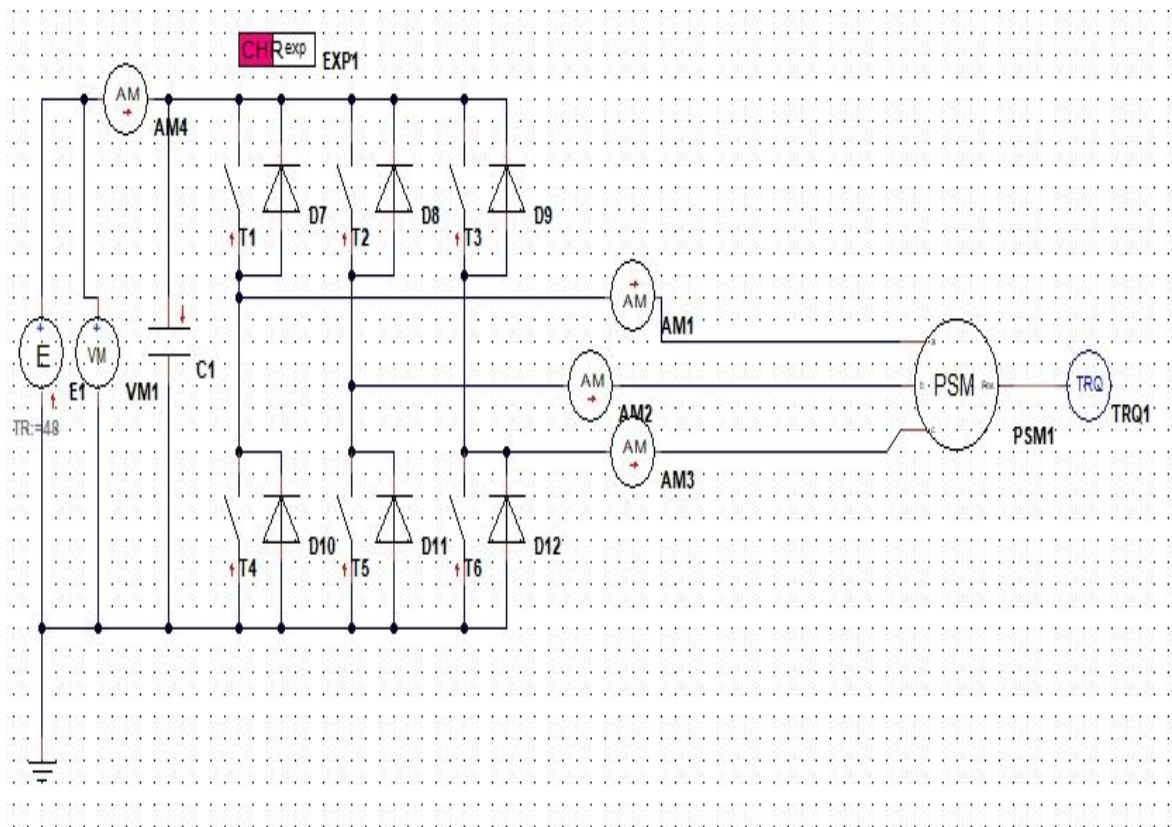 CHR exp
EXP1
AM
AM4
D7
D8
D9
T1
T2
T3
AM
AM1
E
E1
VM
VM1
C1
TR:=48
AM
AM2
a
b
PSM
PSM1
TRQ
TRQ1
AM
AM3
D10
D11
D12
T4
T5
T6